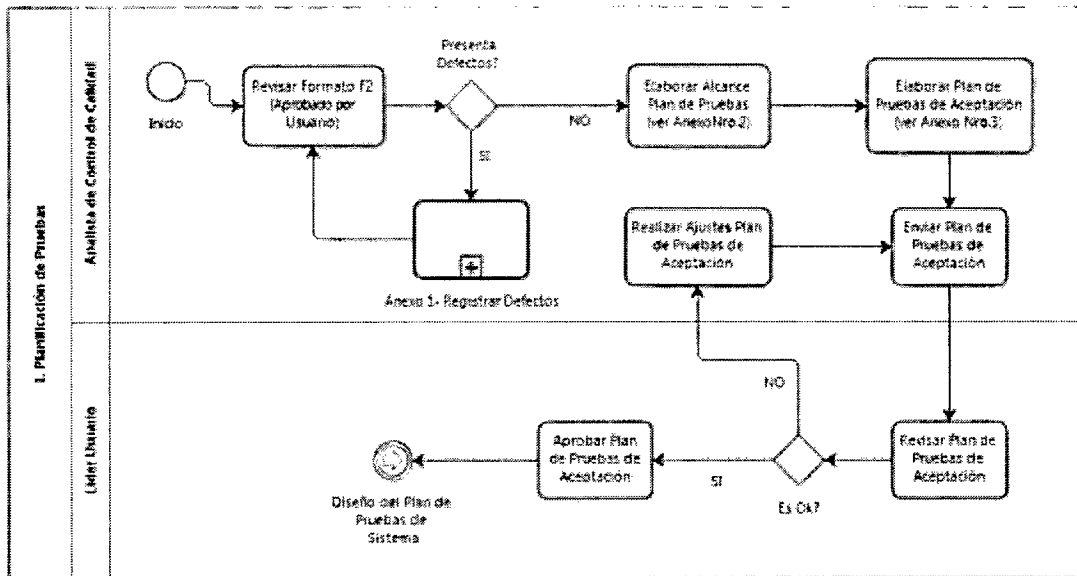 1. Planificación de Pruebas
Analista de Control de Calidad
Inicio
Revisar Formato F2
(Aprobado por
Usuario)
Presenta
Defectos?
NO
SI
Elaborar Alcance
Plan de Pruebas
(ver Anexo Nro.2)
Elaborar Plan de
Pruebas de Aceptación
(ver Anexo Nro.3)
Anexo 1- Registrar Defectos
Realizar Ajustes Plan
de Pruebas de
Aceptación
Enviar Plan de
Pruebas de
Aceptación
Lider Usuario
NO
Diseño del Plan de
Pruebas de
Sistema
Aprobar Plan
de Pruebas de
Aceptación
SI
Es Ok?
Revisar Plan de
Pruebas de
Aceptación